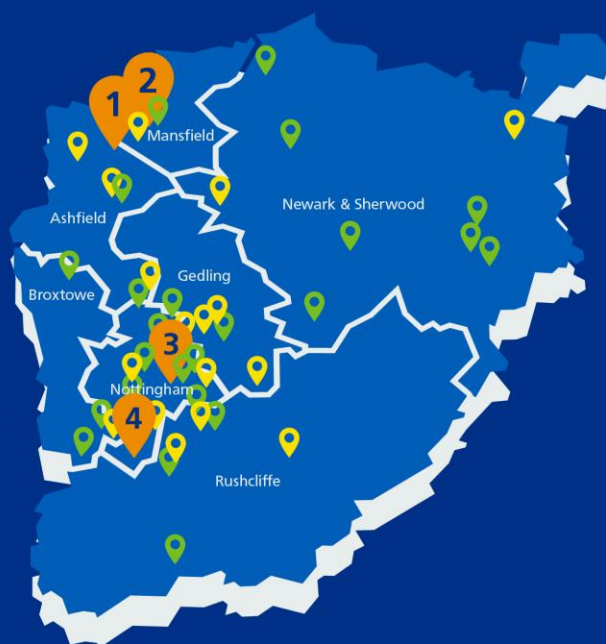 2
1
Mansfield
Ashfield
Newark & Sherwood
Gedling
Broxtowe
3
Nottingham
4
Rushcliffe